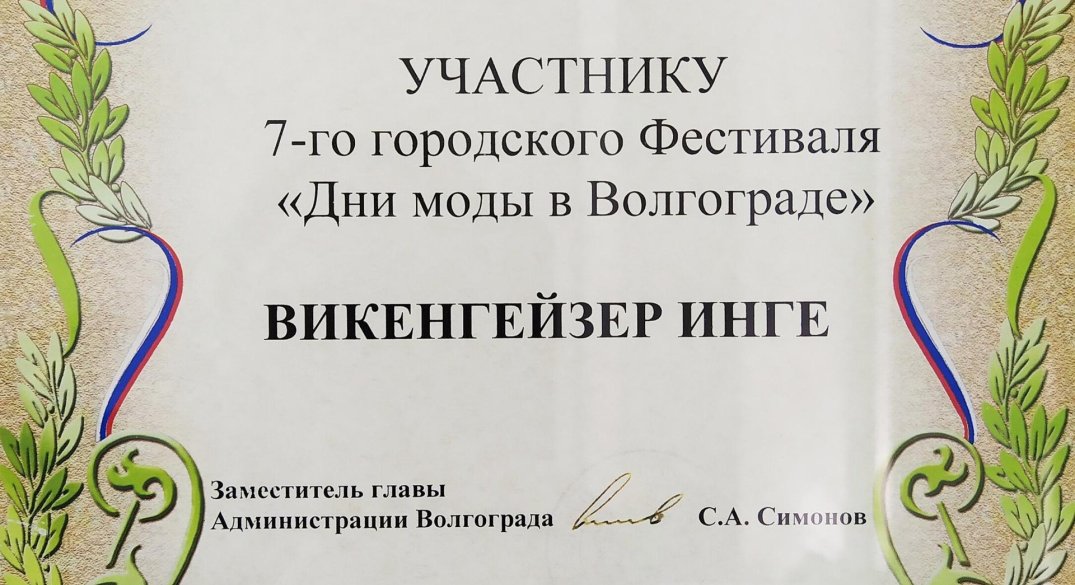 УЧАСТНИКУ
7-го городского Фестиваля
«Дни моды в Волгограде»
ВИКЕНГЕЙЗЕР ИНГЕ
Заместитель главы
Администрации Волгограда
С.А. Симонов